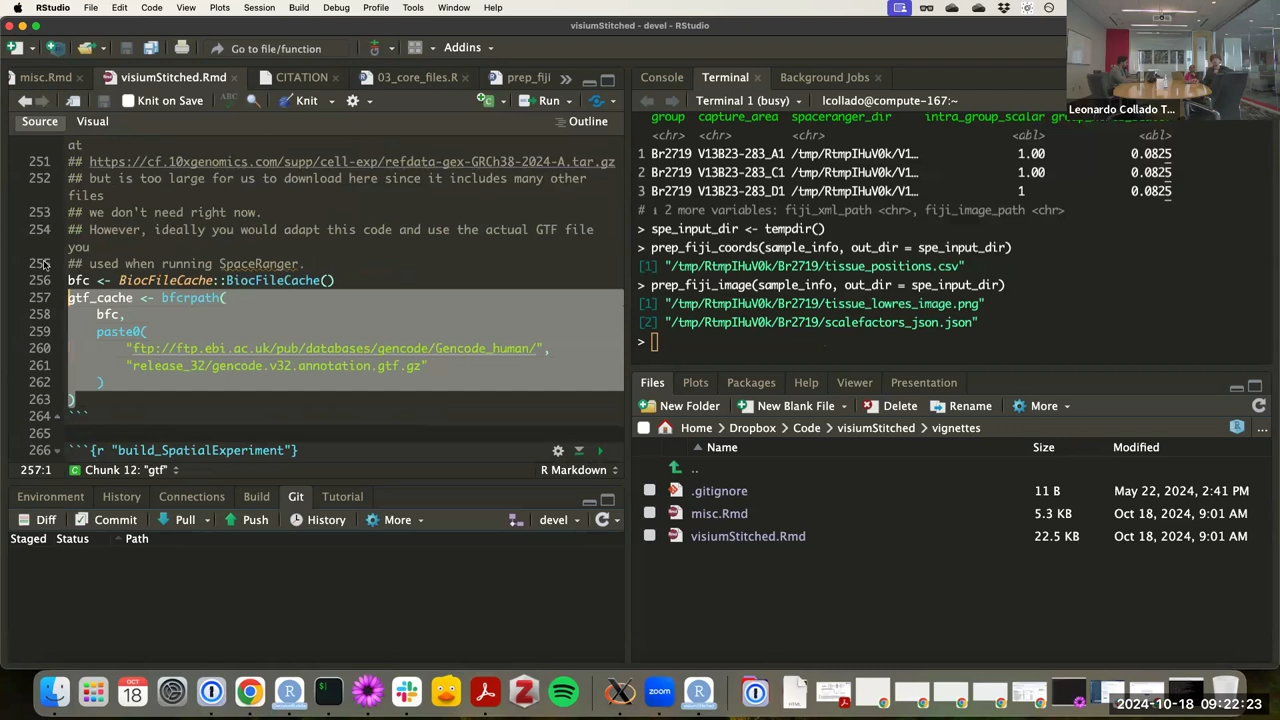 RStudio File Edit Code View Plots Session Build Debug Profile Tools Window Help
visiumStitched - devel - RStudio
Go to file/function Addins
misc.Rmd visiumStitched.Rmd CITATION 03_core_files.R prep_fiji
Knit on Save ABC Knit Run
Source Visual Outline
at
251 ## https://cf.10xgenomics.com/supp/cell-exp/refdata-gex-GRCh38-2024-A.tar.gz
252 ## but is too large for us to download here since it includes many other
files
253 ## we don't need right now.
254 ## However, ideally you would adapt this code and use the actual GTF file
you
255 ## used when running SpaceRanger.
256 bfc <- BiocFileCache::BiocFileCache()
257 gtf_cache <- bfcrpath(
258 bfc,
259 paste0(
260 "ftp://ftp.ebi.ac.uk/pub/databases/gencode/Gencode_human/",
261 "release_32/gencode.v32.annotation.gtf.gz"
262 )
263 )
264 ```
265
266 ```{r "build_SpatialExperiment"}
257:1 Chunk 12: "gtf" R Markdown
Environment History Connections Build Git Tutorial
Diff Commit Pull Push History More devel
Staged Status Path
Console Terminal Background Jobs
Terminal 1 (busy) lcollado@compute-167:~
group capture_area spaceranger_dir intra_group_scalar
<chr> <chr> <chr> <abl> <abl>
1 Br2719 V13B23-283_A1 /tmp/RtmpIHuV0k/V1… 1.00 0.0825
2 Br2719 V13B23-283_C1 /tmp/RtmpIHuV0k/V1… 1.00 0.0825
3 Br2719 V13B23-283_D1 /tmp/RtmpIHuV0k/V1… 1 0.0825
# ℹ 2 more variables: fiji_xml_path <chr>, fiji_image_path <chr>
> spe_input_dir <- tempdir()
> prep_fiji_coords(sample_info, out_dir = spe_input_dir)
[1] "/tmp/RtmpIHuV0k/Br2719/tissue_positions.csv"
> prep_fiji_image(sample_info, out_dir = spe_input_dir)
[1] "/tmp/RtmpIHuV0k/Br2719/tissue_lowres_image.png"
[2] "/tmp/RtmpIHuV0k/Br2719/scalefactors_json.json"
>
Files Plots Packages Help Viewer Presentation
New Folder New Blank File Delete Rename More
Home Dropbox Code visiumStitched vignettes
Name Size Modified
..
.gitignore 11 B May 22, 2024, 2:41 PM
misc.Rmd 5.3 KB Oct 18, 2024, 9:01 AM
visiumStitched.Rmd 22.5 KB Oct 18, 2024, 9:01 AM
Leonardo Collado T...
OCT
18
zoom
2024-10-18 09:22:23